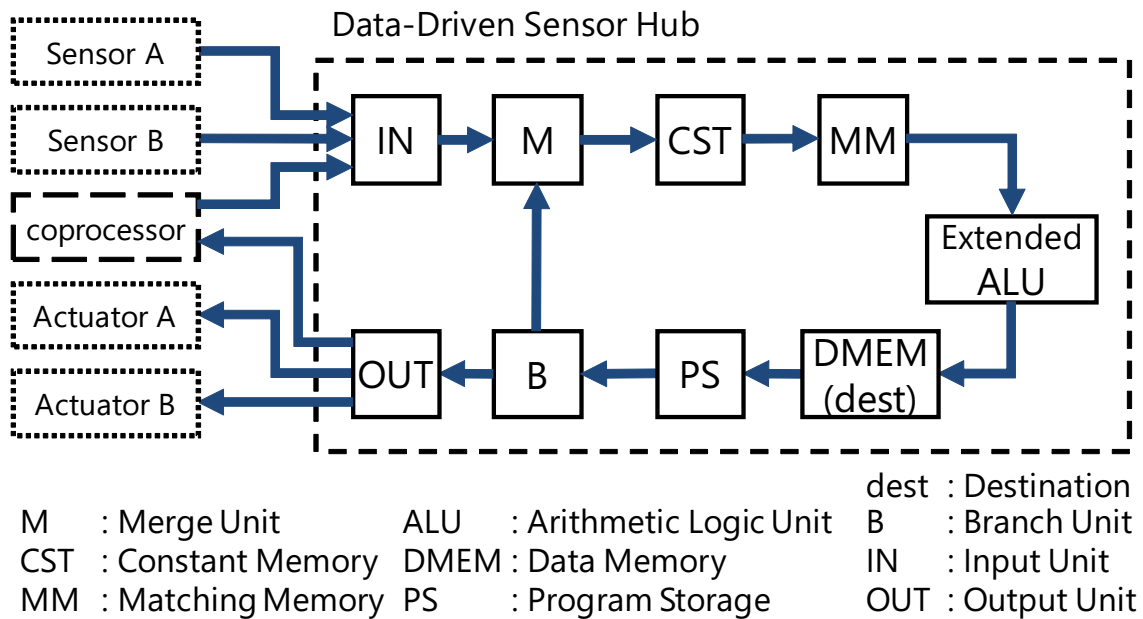 Data-Driven Sensor Hub
Sensor A
Sensor B
coprocessor
Actuator A
Actuator B
IN
M
CST
MM
Extended
ALU
OUT
B
PS
DMEM
(dest)
dest : Destination
M : Merge Unit ALU : Arithmetic Logic Unit B : Branch Unit
CST : Constant Memory DMEM : Data Memory IN : Input Unit
MM : Matching Memory PS : Program Storage OUT : Output Unit